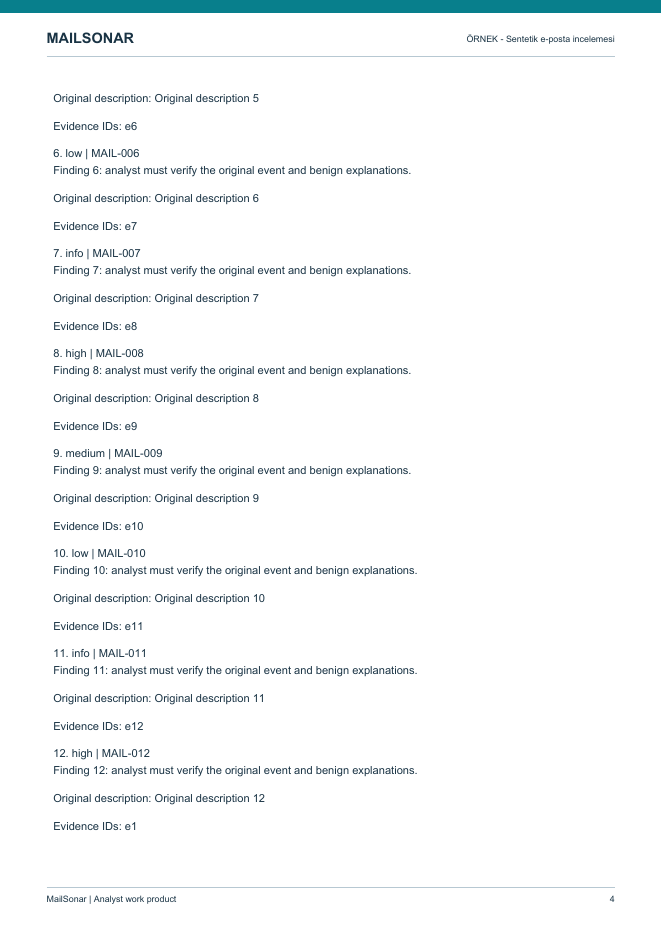 MAILSONAR
ÖRNEK - Sentetik e-posta incelemesi
Original description: Original description 5
Evidence IDs: e6
6. low | MAIL-006
Finding 6: analyst must verify the original event and benign explanations.
Original description: Original description 6
Evidence IDs: e7
7. info | MAIL-007
Finding 7: analyst must verify the original event and benign explanations.
Original description: Original description 7
Evidence IDs: e8
8. high | MAIL-008
Finding 8: analyst must verify the original event and benign explanations.
Original description: Original description 8
Evidence IDs: e9
9. medium | MAIL-009
Finding 9: analyst must verify the original event and benign explanations.
Original description: Original description 9
Evidence IDs: e10
10. low | MAIL-010
Finding 10: analyst must verify the original event and benign explanations.
Original description: Original description 10
Evidence IDs: e11
11. info | MAIL-011
Finding 11: analyst must verify the original event and benign explanations.
Original description: Original description 11
Evidence IDs: e12
12. high | MAIL-012
Finding 12: analyst must verify the original event and benign explanations.
Original description: Original description 12
Evidence IDs: e1
MailSonar | Analyst work product
4